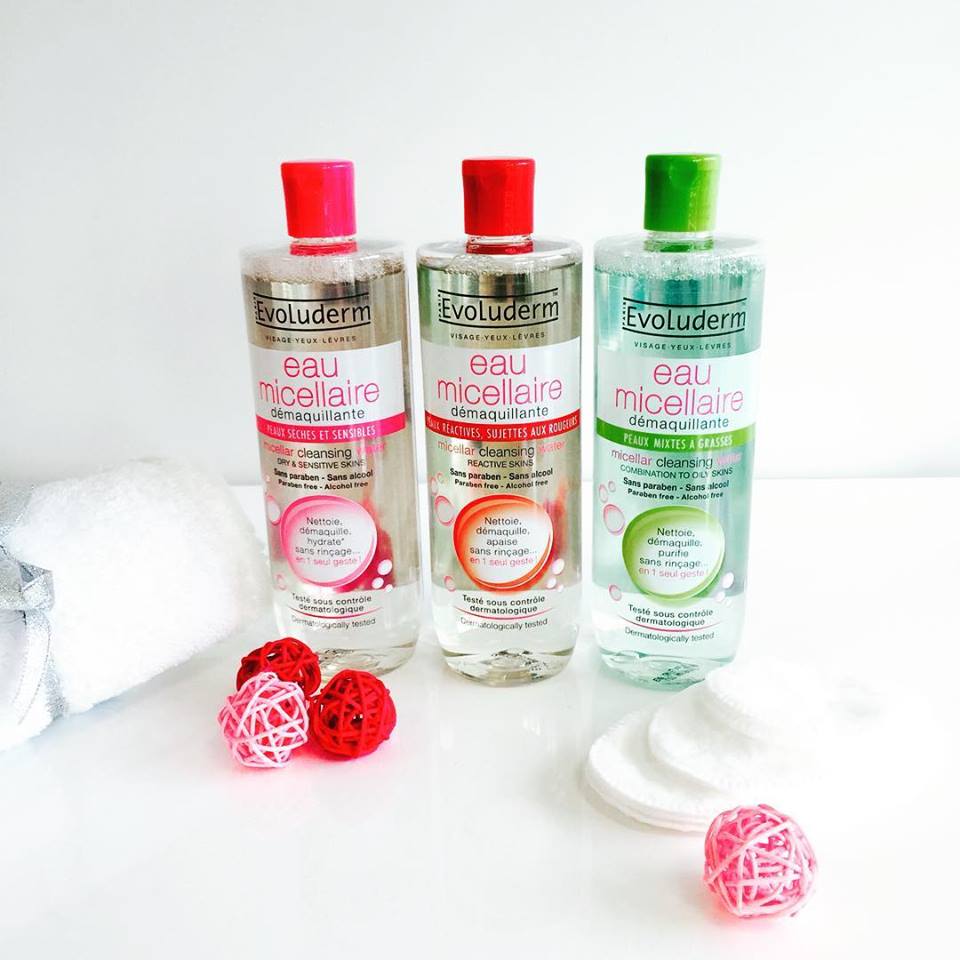 PARIS
EvoLuderm™
VISAGE·YEUX·LÈVRES
eau
micellaire
démaquillante
PEAUX SÈCHES ET SENSIBLES
micellar cleansing water
DRY & SENSITIVE SKINS
Sans paraben - Sans alcool
Paraben free - Alcohol free
Nettoie,
démaquille,
hydrate*
sans rinçage...
en 1 seul geste !
Testé sous contrôle
dermatologique
Dermatologically tested
PARIS
EvoLuderm™
VISAGE·YEUX·LÈVRES
eau
micellaire
démaquillante
PEAUX RÉACTIVES, SUJETTES AUX ROUGEURS
micellar cleansing water
REACTIVE SKINS
Sans paraben - Sans alcool
Paraben free - Alcohol free
Nettoie,
démaquille,
apaise
sans rinçage...
en 1 seul geste !
Testé sous contrôle
dermatologique
Dermatologically tested
PARIS
EvoLuderm™
VISAGE·YEUX·LÈVRES
eau
micellaire
démaquillante
PEAUX MIXTES À GRASSES
micellar cleansing water
COMBINATION TO OILY SKINS
Sans paraben - Sans alcool
Paraben free - Alcohol free
Nettoie,
démaquille,
purifie
sans rinçage...
en 1 seul geste !
Testé sous contrôle
dermatologique
Dermatologically tested